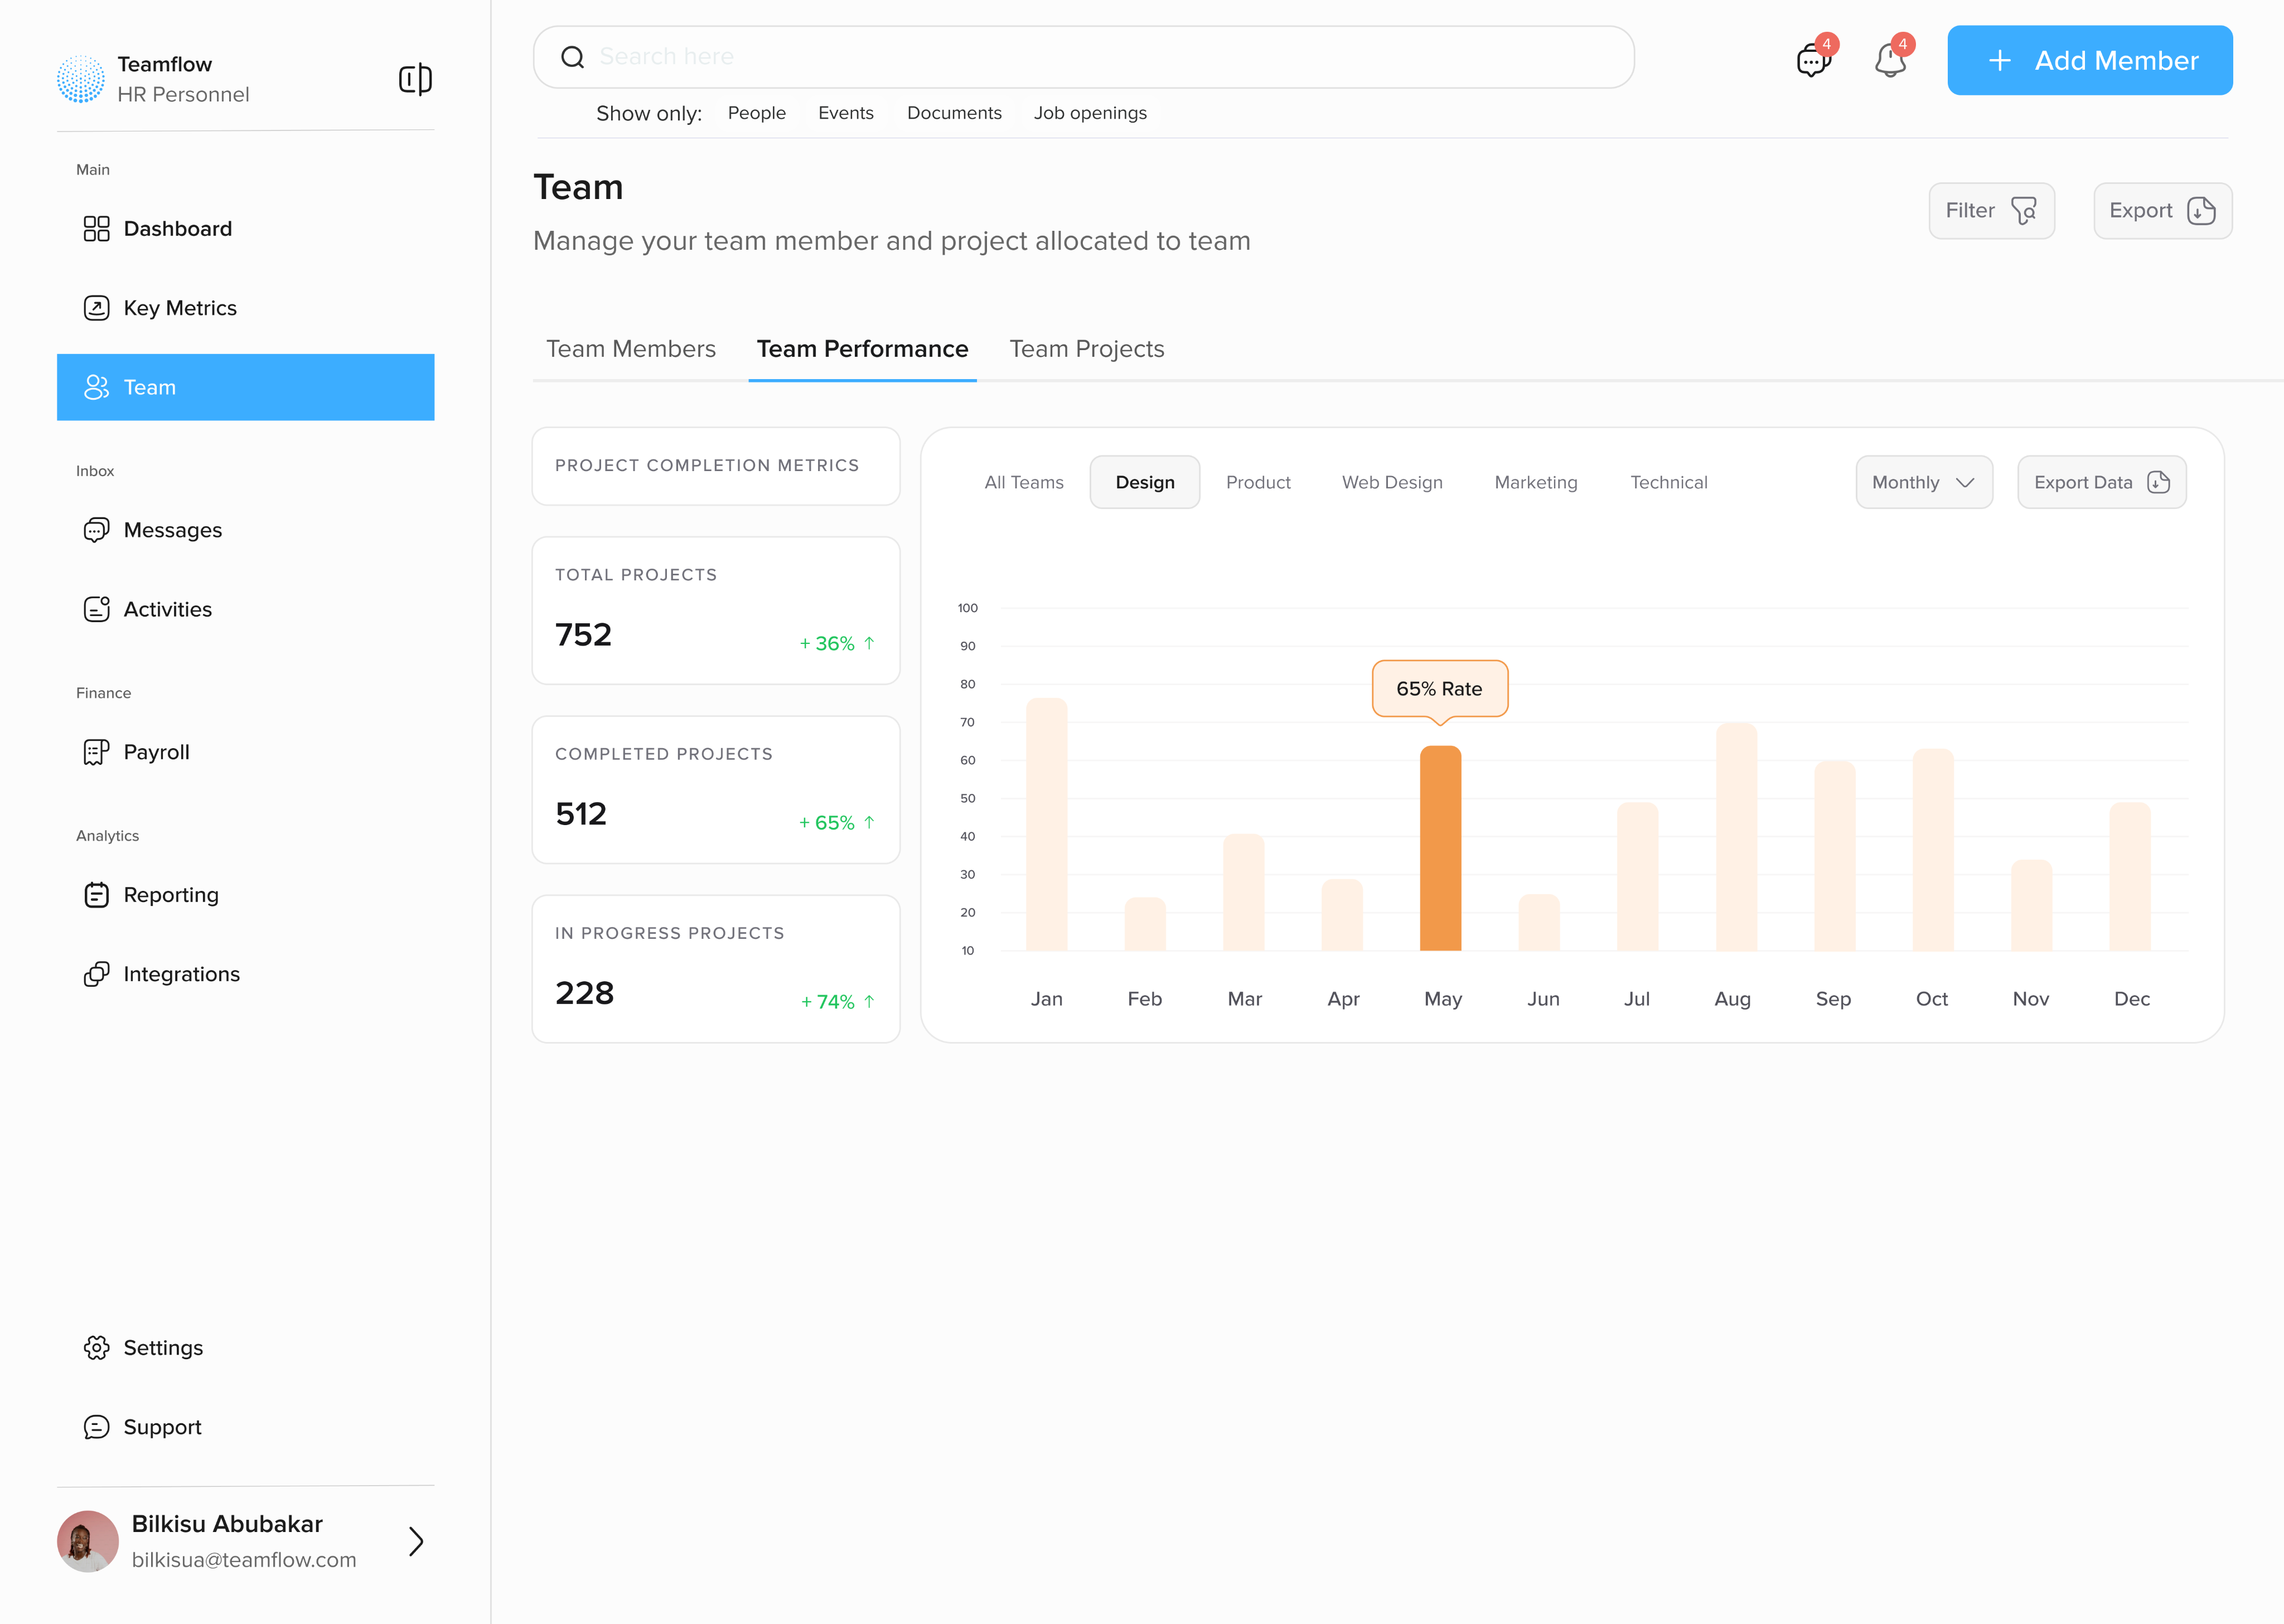 Teamflow
HR Personnel
Main
Dashboard
Key Metrics
Team
Inbox
Messages
Activities
Finance
Payroll
Analytics
Reporting
Integrations
Settings
Support
Bilkisu Abubakar
bilkisua@teamflow.com
Search here
4
4
Add Member
Show only: People Events Documents Job openings
Team
Manage your team member and project allocated to team
Filter
Export
Team Members Team Performance Team Projects
PROJECT COMPLETION METRICS
TOTAL PROJECTS
752 + 36% ↑
COMPLETED PROJECTS
512 + 65% ↑
IN PROGRESS PROJECTS
228 + 74% ↑
All Teams Design Product Web Design Marketing Technical Monthly Export Data
100
90
80
70
60
50
40
30
20
10
65% Rate
Jan Feb Mar Apr May Jun Jul Aug Sep Oct Nov Dec